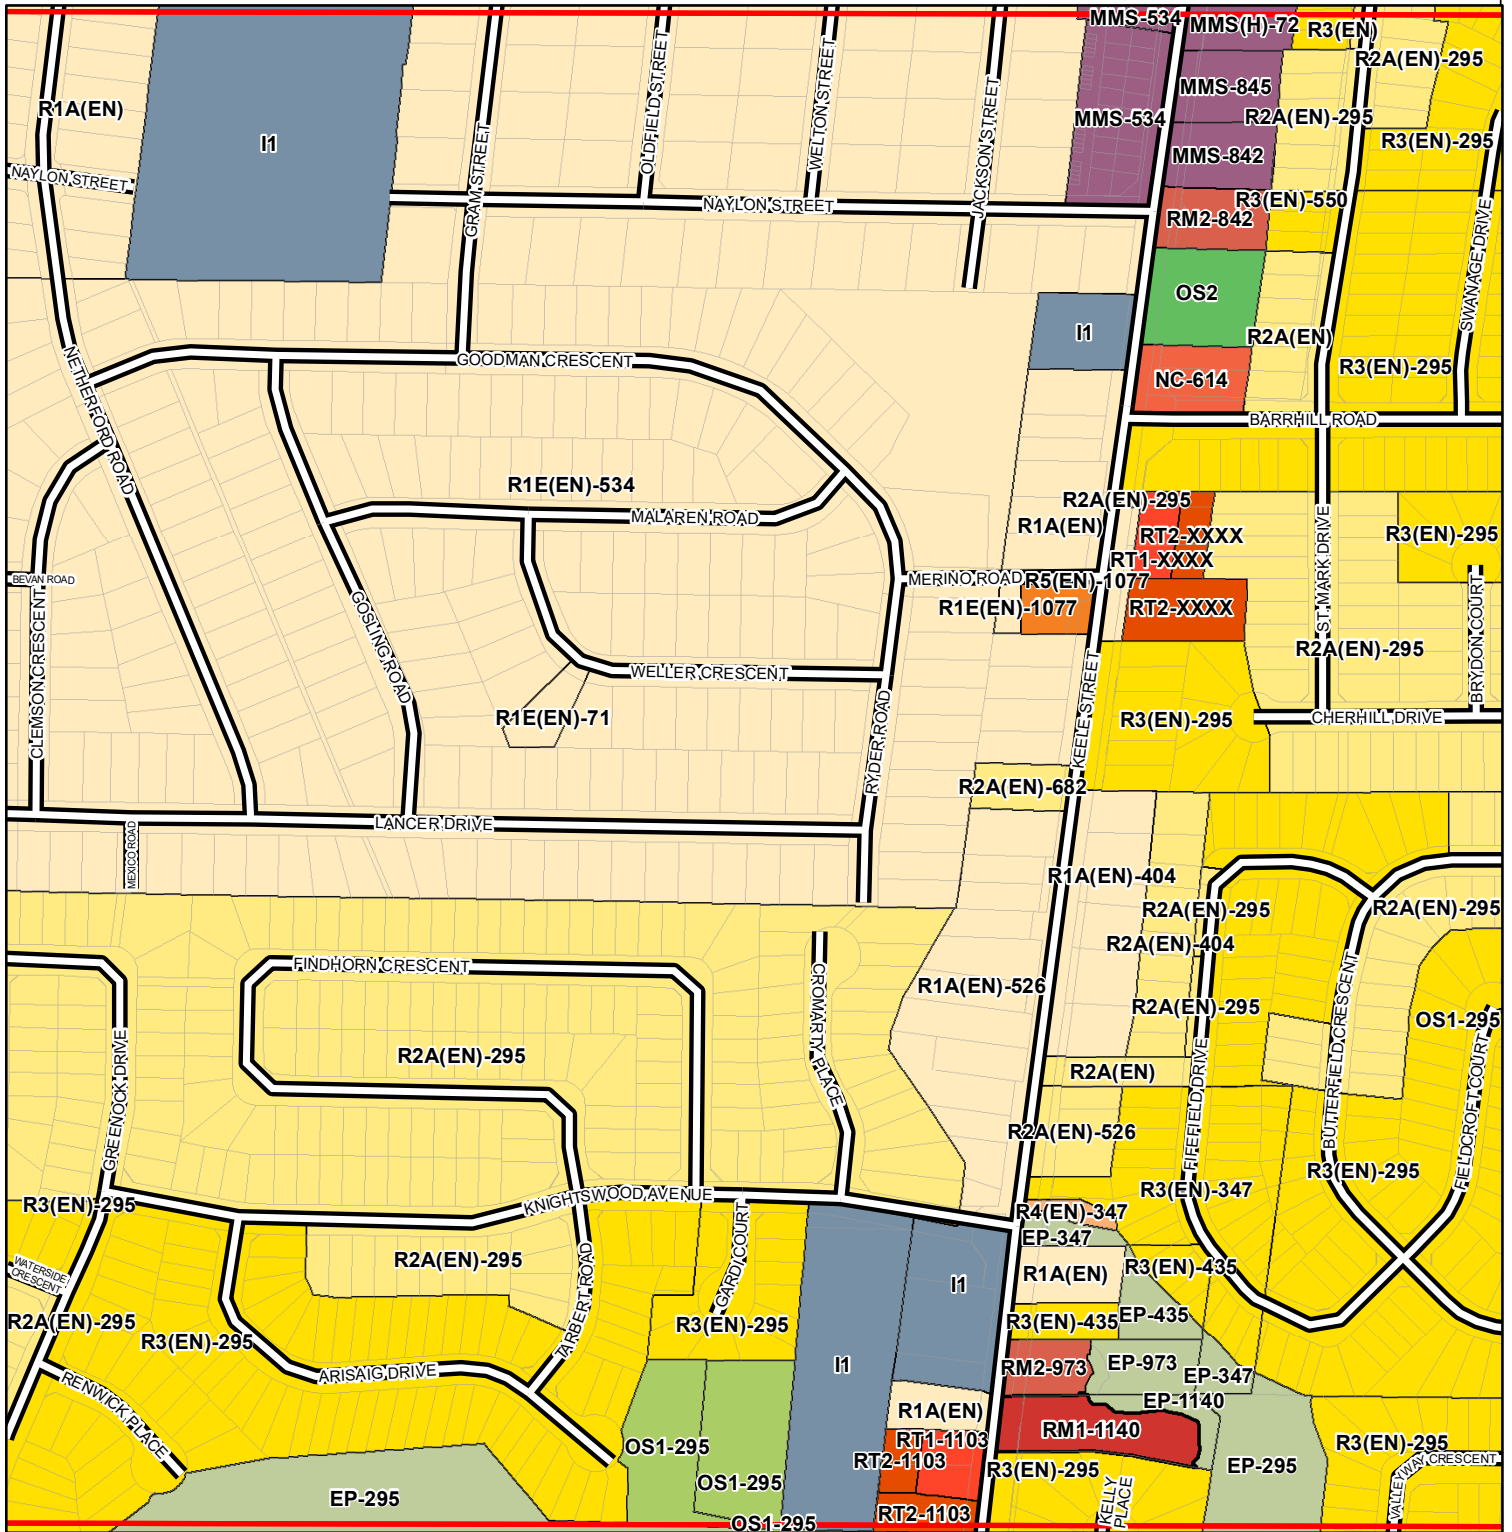 MMS-534
MMS(H)-72
R3(EN)
R2A(EN)-295
R1A(EN)
I1
OLDFIELD STREET
WELTON STREET
GRAM STREET
JACKSON STREET
MMS-534
MMS-845
R2A(EN)-295
R3(EN)-295
MMS-842
NAYLON STREET
NAYLON STREET
R3(EN)-550
RM2-842
SWANAGE DRIVE
OS2
I1
R2A(EN)
NETHERFORD ROAD
GOODMAN CRESCENT
R3(EN)-295
NC-614
BARRHILL ROAD
R1E(EN)-534
MALAREN ROAD
R2A(EN)-295
R1A(EN)
RT2-XXXX
RT1-XXXX
ST. MARK DRIVE
R3(EN)-295
BEVAN ROAD
MERINO ROAD
R5(EN)-1077
R1E(EN)-1077
RT2-XXXX
CLEMSON CRESCENT
GOSLING ROAD
BRYDON COURT
R2A(EN)-295
WELLER CRESCENT
KEELE STREET
R1E(EN)-71
R3(EN)-295
CHERHILL DRIVE
RYDER ROAD
R2A(EN)-682
LANCER DRIVE
MEXICO ROAD
R1A(EN)-404
R2A(EN)-295
R2A(EN)-295
R2A(EN)-404
FINDHORN CRESCENT
CROMARTY PLACE
R1A(EN)-526
R2A(EN)-295
BUTTERFIELD CRESCENT
OS1-295
GREENOCK DRIVE
R2A(EN)-295
R2A(EN)
FIFEFIELD DRIVE
FIELDCROFT COURT
R2A(EN)-526
R3(EN)-295
R3(EN)-347
R3(EN)-295
KNIGHTSWOOD AVENUE
R4(EN)-347
EP-347
GARDI COURT
R2A(EN)-295
TARBERT ROAD
WATERSIDE
CRESCENT
I1
R1A(EN)
R3(EN)-435
EP-435
R2A(EN)-295
R3(EN)-295
R3(EN)-295
R3(EN)-435
ARISAIG DRIVE
I1
RM2-973
EP-973
EP-347
RENWICK PLACE
EP-1140
R1A(EN)
RM1-1140
RT1-1103
R3(EN)-295
OS1-295
RT2-1103
R3(EN)-295
EP-295
VALLEYWAY CRESCENT
OS1-295
EP-295
KELLY
PLACE
RT2-1103
OS1-295